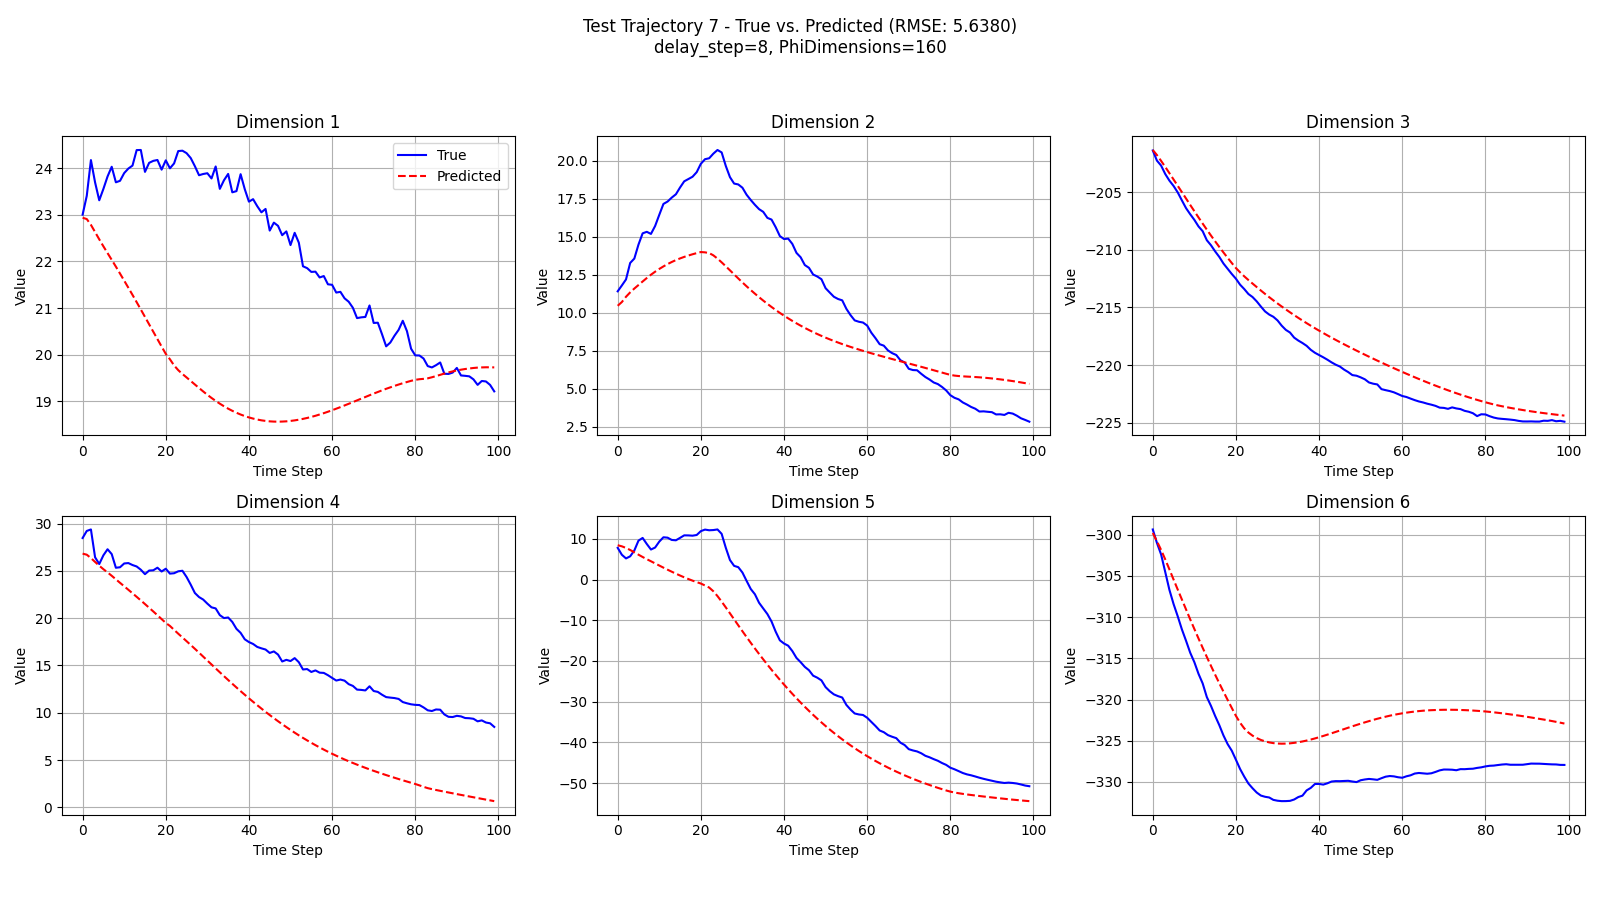 Test Trajectory 7 - True vs. Predicted (RMSE: 5.6380)
delay_step=8, PhiDimensions=160
Dimension 1
24
23
22
21
20
19
Value
0 20 40 60 80 100
Time Step
True
Predicted
Dimension 2
20.0
17.5
15.0
12.5
10.0
7.5
5.0
2.5
Value
0 20 40 60 80 100
Time Step
Dimension 3
−205
−210
−215
−220
−225
Value
0 20 40 60 80 100
Time Step
Dimension 4
30
25
20
15
10
5
0
Value
0 20 40 60 80 100
Time Step
Dimension 5
10
0
−10
−20
−30
−40
−50
Value
0 20 40 60 80 100
Time Step
Dimension 6
−300
−305
−310
−315
−320
−325
−330
Value
0 20 40 60 80 100
Time Step